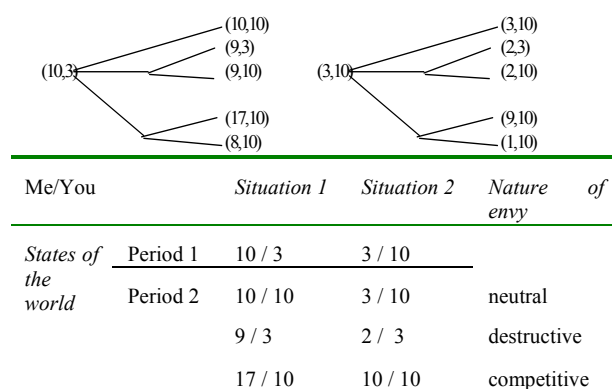 (10,10) (3,10)
(9,3) (2,3)
(10,3) (9,10) (3,10) (2,10)
(17,10) (9,10)
(8,10) (1,10)
Me/You Situation 1 Situation 2 Nature of
envy
States of Period 1 10 / 3 3 / 10
the
world Period 2 10 / 10 3 / 10 neutral
9 / 3 2 / 3 destructive
17 / 10 10 / 10 competitive